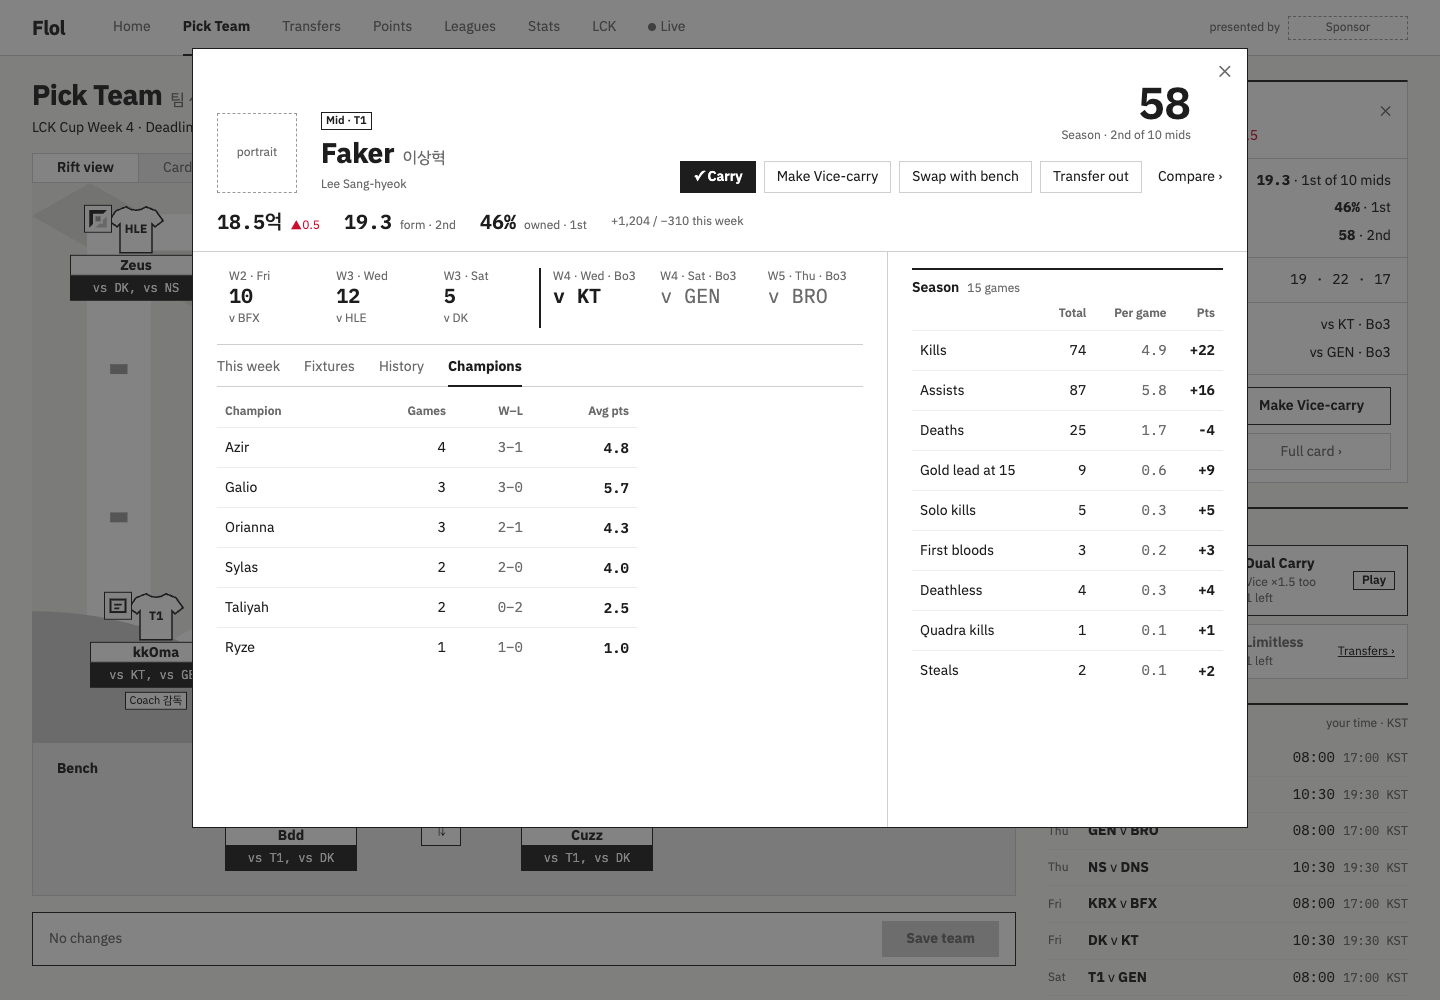 Flol
Home
Pick Team
Transfers
Points
Leagues
Stats
LCK
Live
presented by
Sponsor
Pick Team 팀
LCK Cup Week 4 · Deadlin
Rift view
Card
HLE
Zeus
vs DK, vs NS
T1
kkOma
vs KT, vs GE
Coach 감독
Bench
Bdd
vs T1, vs DK
Cuzz
vs T1, vs DK
No changes
Save team
portrait
Mid · T1
Faker 이상혁
Lee Sang-hyeok
58
Season · 2nd of 10 mids
✓ Carry
Make Vice-carry
Swap with bench
Transfer out
Compare ›
18.5억 ▲0.5
19.3 form · 2nd
46% owned · 1st
+1,204 / −310 this week
W2 · Fri
10
v BFX
W3 · Wed
12
v HLE
W3 · Sat
5
v DK
W4 · Wed · Bo3
v KT
W4 · Sat · Bo3
v GEN
W5 · Thu · Bo3
v BRO
This week
Fixtures
History
Champions
Champion Games W–L Avg pts
Azir 4 3–1 4.8
Galio 3 3–0 5.7
Orianna 3 2–1 4.3
Sylas 2 2–0 4.0
Taliyah 2 0–2 2.5
Ryze 1 1–0 1.0
Season 15 games
Total Per game Pts
Kills 74 4.9 +22
Assists 87 5.8 +16
Deaths 25 1.7 -4
Gold lead at 15 9 0.6 +9
Solo kills 5 0.3 +5
First bloods 3 0.2 +3
Deathless 4 0.3 +4
Quadra kills 1 0.1 +1
Steals 2 0.1 +2
.5
19.3 · 1st of 10 mids
46% · 1st
58 · 2nd
19 · 22 · 17
vs KT · Bo3
vs GEN · Bo3
Make Vice-carry
Full card ›
Dual Carry
Vice ×1.5 too
1 left
Play
Limitless
1 left
Transfers ›
your time · KST
08:00 17:00 KST
10:30 19:30 KST
Thu GEN v BRO 08:00 17:00 KST
Thu NS v DNS 10:30 19:30 KST
Fri KRX v BFX 08:00 17:00 KST
Fri DK v KT 10:30 19:30 KST
Sat T1 v GEN 08:00 17:00 KST